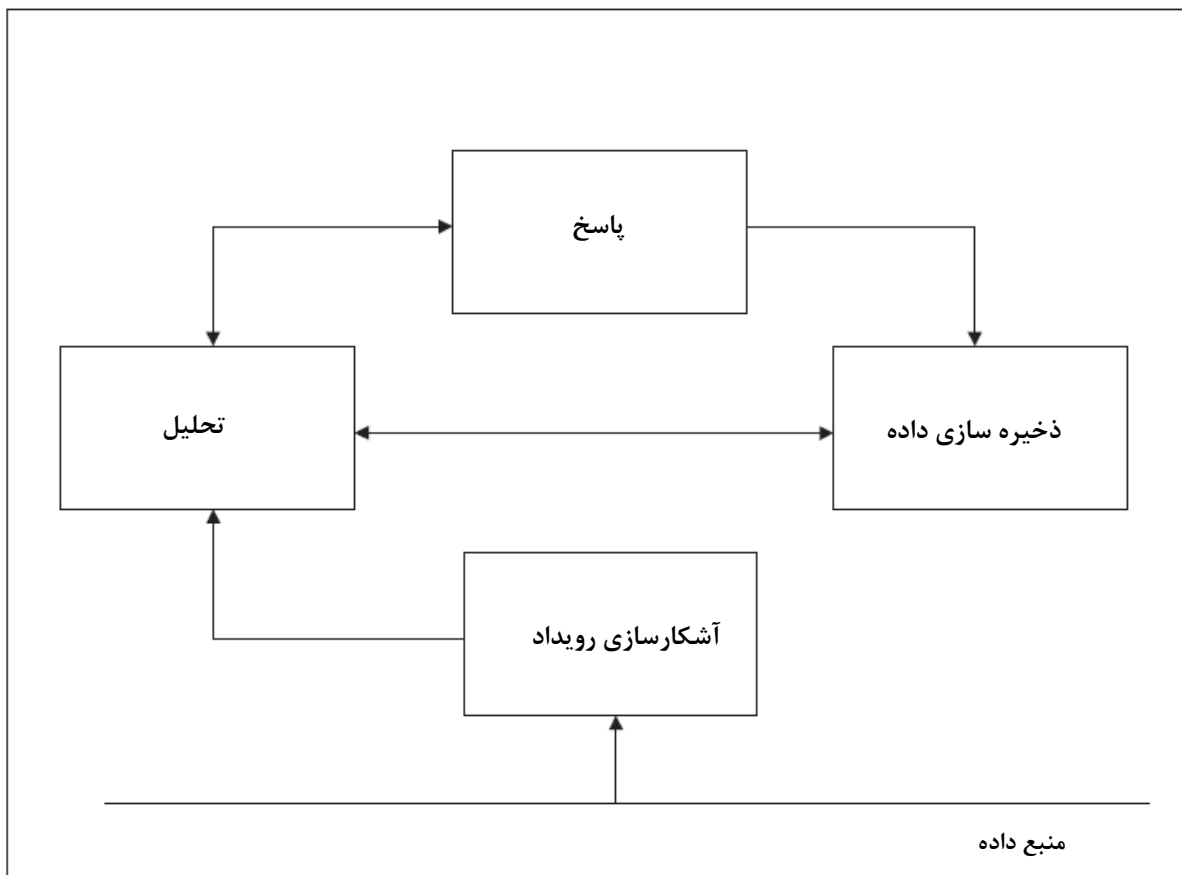 پاسخ
تحلیل
ذخیره سازی داده
آشکارسازی رویداد
منبع داده